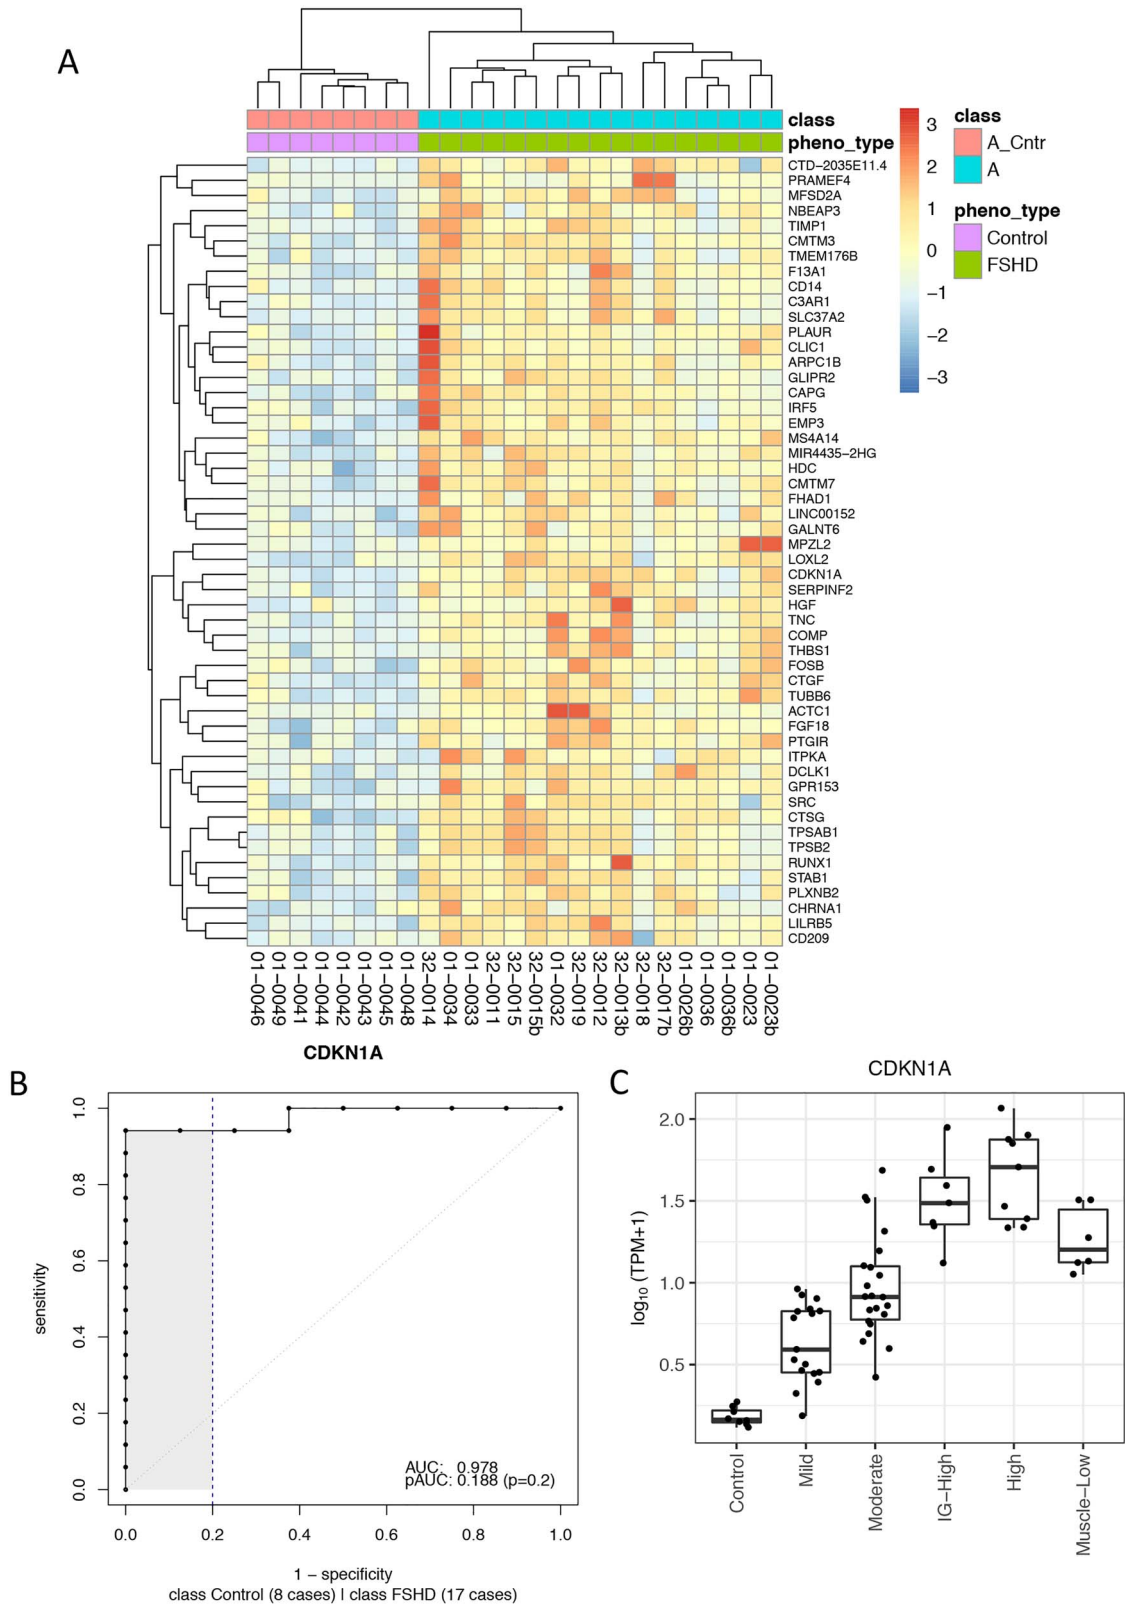 A
class
pheno_type
CTD-2035E11.4
PRAMEF4
MFSD2A
NBEAP3
TIMP1
CMTM3
TMEM176B
F13A1
CD14
C3AR1
SLC37A2
PLAUR
CLIC1
ARPC1B
GLIPR2
CAPG
IRF5
EMP3
MS4A14
MIR4435-2HG
HDC
CMTM7
FHAD1
LINC00152
GALNT6
MPZL2
LOXL2
CDKN1A
SERPINF2
HGF
TNC
COMP
THBS1
FOSB
CTGF
TUBB6
ACTC1
FGF18
PTGIR
ITPKA
DCLK1
GPR153
SRC
CTSG
TPSAB1
TPSB2
RUNX1
STAB1
PLXNB2
CHRNA1
LILRB5
CD209
3
2
1
0
-1
-2
-3
class
A_Cntr
A
pheno_type
Control
FSHD
01-0046
01-0049
01-0041
01-0044
01-0042
01-0043
01-0045
01-0048
32-0014
01-0034
01-0033
32-0011
32-0015
32-0015b
01-0032
32-0019
32-0012
32-0013b
32-0018
32-0017b
01-0026b
01-0036
01-0036b
01-0023
01-0023b
B
CDKN1A
sensitivity
1.0
0.8
0.6
0.4
0.2
0.0
AUC: 0.978
pAUC: 0.188 (p=0.2)
0.0
0.2
0.4
0.6
0.8
1.0
1 - specificity
class Control (8 cases) | class FSHD (17 cases)
C
CDKN1A
log10 (TPM+1)
2.0
1.5
1.0
0.5
Control
Mild
Moderate
IG-High
High
Muscle-Low